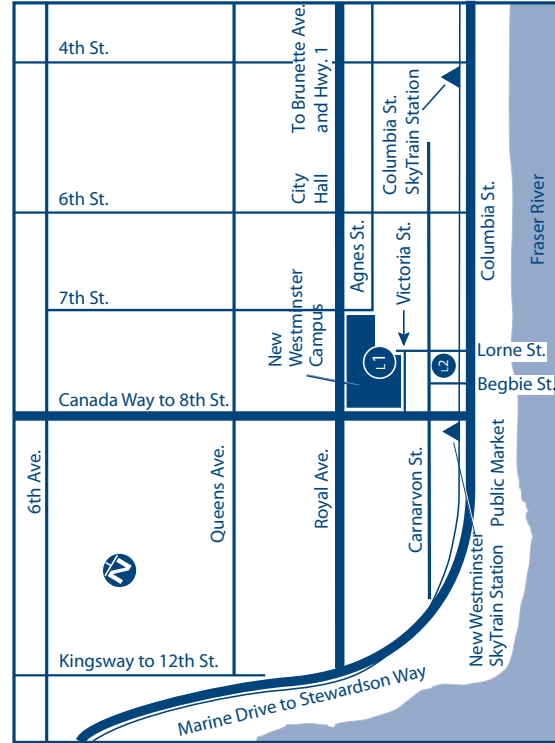 4th St.
6th St.
7th St.
Canada Way to 8th St.
Kingsway to 12th St.
6th Ave.
Queens Ave.
Royal Ave.
To Brunette Ave.
and Hwy. 1
City
Hall
Agnes St.
New
Westminster
Campus
L1
Victoria St.
Columbia St.
SkyTrain Station
L2
Lorne St.
Begbie St.
Carnarvon St.
Columbia St.
Fraser River
Public Market
New Westminster
SkyTrain Station
Marine Drive to Stewardson Way
N